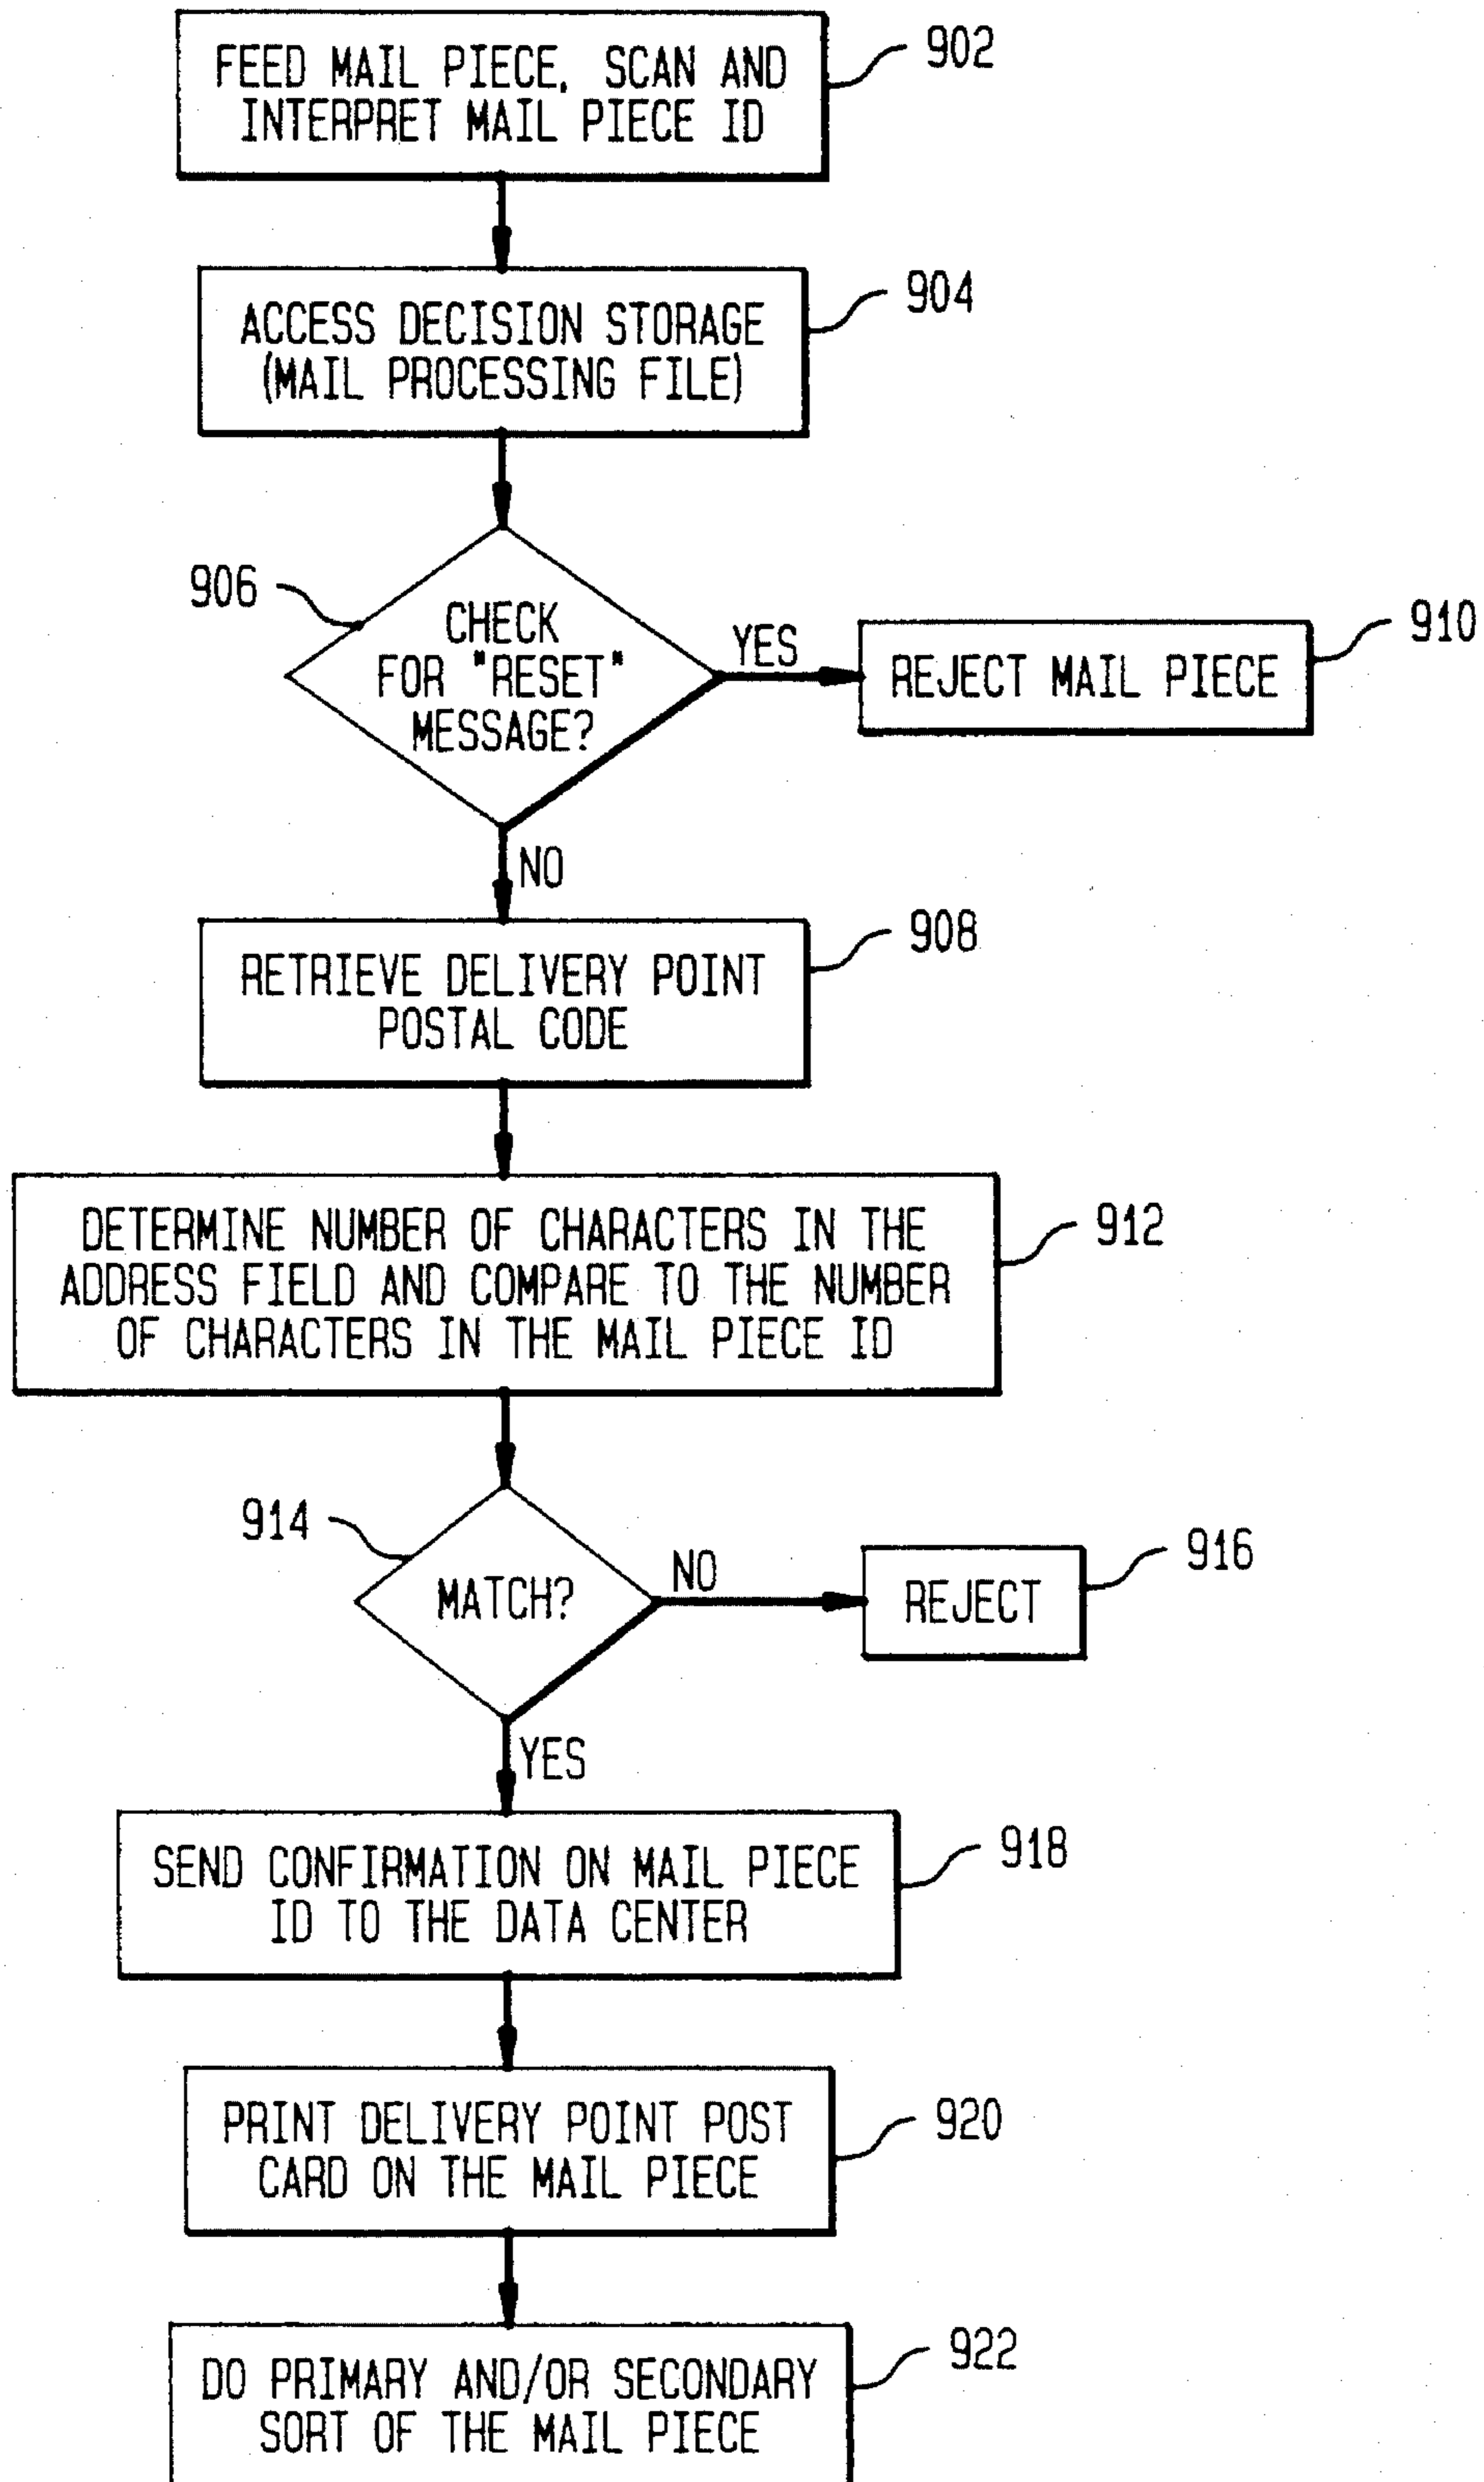 FEED MAIL PIECE, SCAN AND
INTERPRET MAIL PIECE ID
902
ACCESS DECISION STORAGE
(MAIL PROCESSING FILE)
904
906
CHECK
FOR "RESET"
MESSAGE?
YES
REJECT MAIL PIECE
910
NO
RETRIEVE DELIVERY POINT
POSTAL CODE
908
DETERMINE NUMBER OF CHARACTERS IN THE
ADDRESS FIELD AND COMPARE TO THE NUMBER
OF CHARACTERS IN THE MAIL PIECE ID
912
914
MATCH?
NO
REJECT
916
YES
SEND CONFIRMATION ON MAIL PIECE
ID TO THE DATA CENTER
918
PRINT DELIVERY POINT POST
CARD ON THE MAIL PIECE
920
DO PRIMARY AND/OR SECONDARY
SORT OF THE MAIL PIECE
922